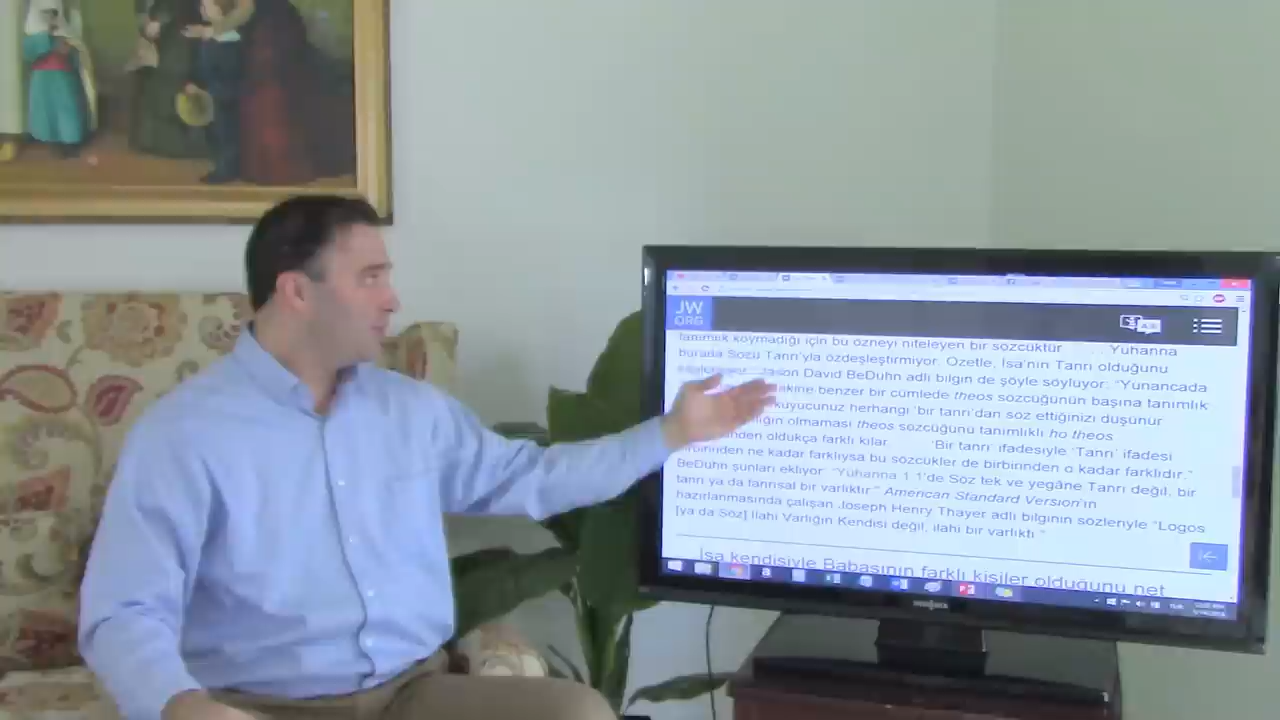 JW
ORG
tanımlık koymadığı için bu özneyi niteleyen bir sözcüktür Yuhanna
burada Sözü Tanrı'yla özdeşleştirmiyor. Özetle, İsa'nın Tanrı olduğunu
Jason David BeDuhn adlı bilgin de şöyle söylüyor: "Yunancada
benzer bir cümlede theos sözcüğünün başına tanımlık
herhangi 'bir tanrı'dan söz ettiğinizi düşünür
olmaması theos sözcüğünü tanımlıklı ho theos
oldukça farklı kılar 'Bir tanrı' ifadesiyle 'Tanrı' ifadesi
birbirinden ne kadar farklıysa bu sözcükler de birbirinden o kadar farklıdır."
BeDuhn şunları ekliyor: "Yuhanna 1:1'de Söz tek ve yegâne Tanrı değil, bir
tanrı ya da tanrısal bir varlıktır." American Standard Version'ın
hazırlanmasında çalışan Joseph Henry Thayer adlı bilginin sözleriyle "Logos
[ya da Söz] İlahi Varlığın Kendisi değil, ilahi bir varlıktı."
İsa kendisiyle Babasının farklı kişiler olduğunu net